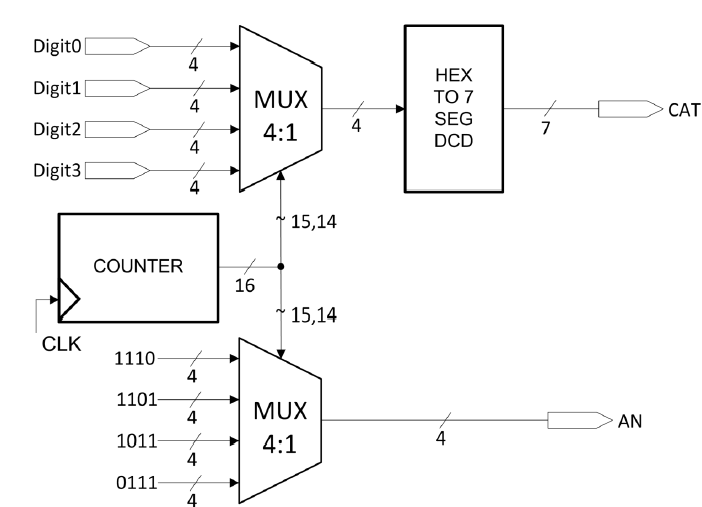 Digit0
4
Digit1
4
Digit2
4
Digit3
4
MUX
4:1
4
HEX
TO 7
SEG
DCD
7
CAT
~ 15,14
COUNTER
16
CLK
~ 15,14
1110
4
1101
4
1011
4
0111
4
MUX
4:1
4
AN